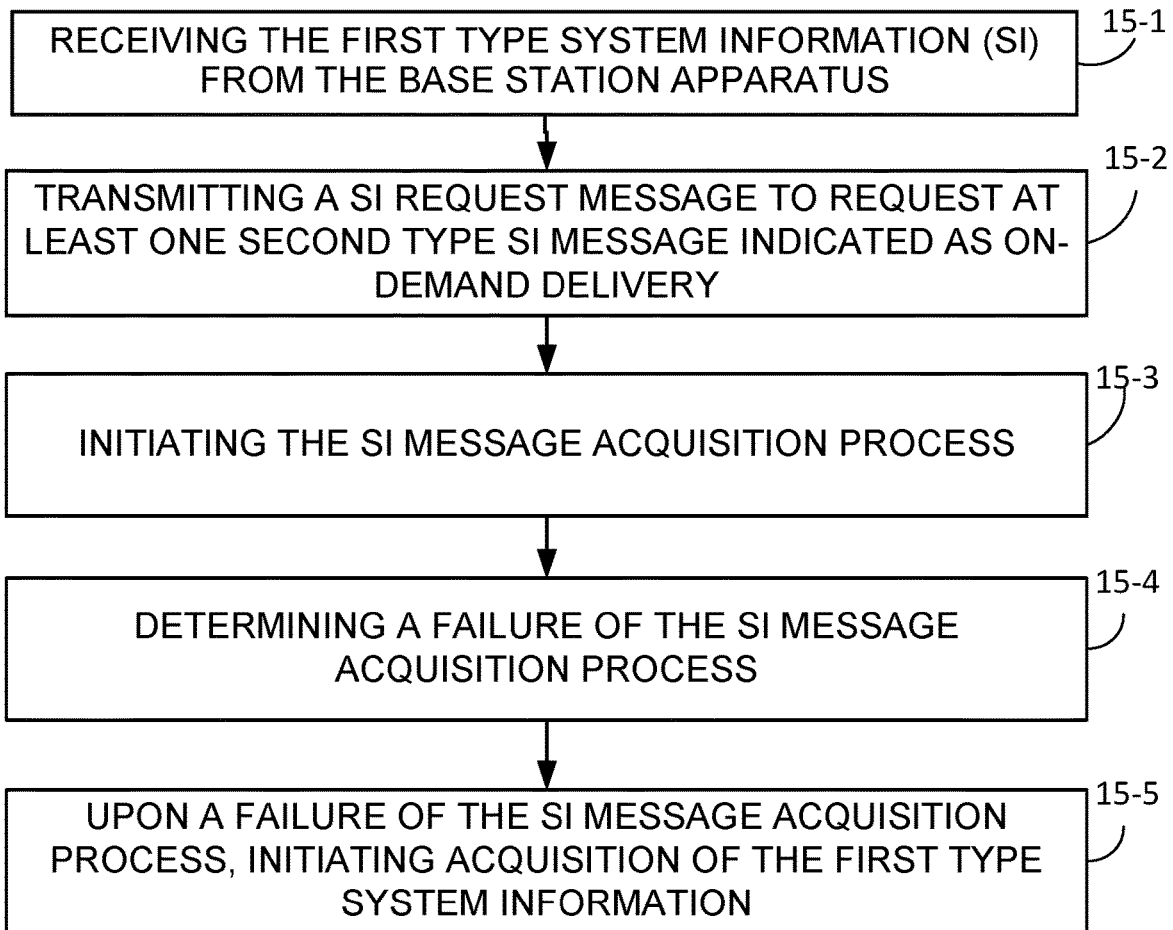 15-1
RECEIVING THE FIRST TYPE SYSTEM INFORMATION (SI)
FROM THE BASE STATION APPARATUS
15-2
TRANSMITTING A SI REQUEST MESSAGE TO REQUEST AT
LEAST ONE SECOND TYPE SI MESSAGE INDICATED AS ON-
DEMAND DELIVERY
15-3
INITIATING THE SI MESSAGE ACQUISITION PROCESS
15-4
DETERMINING A FAILURE OF THE SI MESSAGE
ACQUISITION PROCESS
15-5
UPON A FAILURE OF THE SI MESSAGE ACQUISITION
PROCESS, INITIATING ACQUISITION OF THE FIRST TYPE
SYSTEM INFORMATION